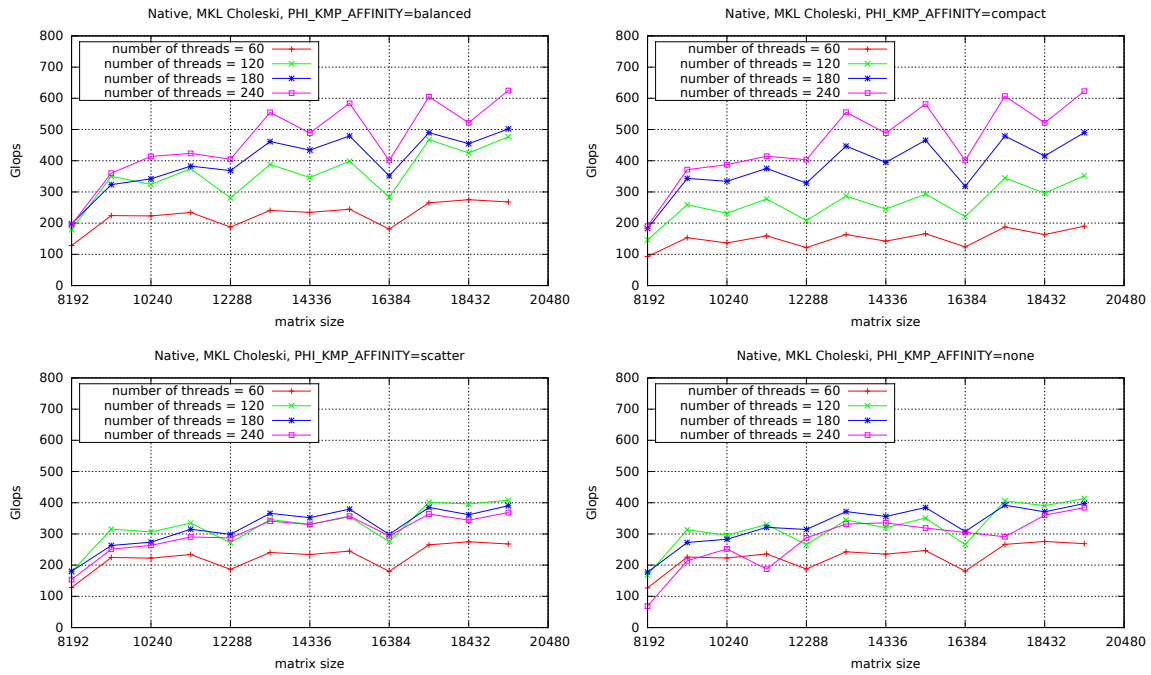 Native, MKL Choleski, PHI_KMP_AFFINITY=balanced
800
700
600
500
400
300
200
100
0
Glops
number of threads = 60
number of threads = 120
number of threads = 180
number of threads = 240
8192 10240 12288 14336 16384 18432 20480
matrix size
Native, MKL Choleski, PHI_KMP_AFFINITY=compact
800
700
600
500
400
300
200
100
0
Glops
number of threads = 60
number of threads = 120
number of threads = 180
number of threads = 240
8192 10240 12288 14336 16384 18432 20480
matrix size
Native, MKL Choleski, PHI_KMP_AFFINITY=scatter
800
700
600
500
400
300
200
100
0
Glops
number of threads = 60
number of threads = 120
number of threads = 180
number of threads = 240
8192 10240 12288 14336 16384 18432 20480
matrix size
Native, MKL Choleski, PHI_KMP_AFFINITY=none
800
700
600
500
400
300
200
100
0
Glops
number of threads = 60
number of threads = 120
number of threads = 180
number of threads = 240
8192 10240 12288 14336 16384 18432 20480
matrix size